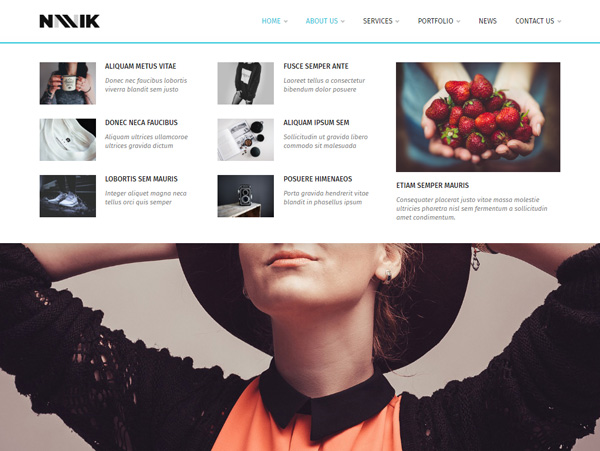 HOME
ABOUT US
SERVICES
PORTFOLIO
NEWS
CONTACT US
ALIQUAM METUS VITAE
Donec nec faucibus lobortis
viverra blandit sem justo
FUSCE SEMPER ANTE
Laoreet tellus a consectetur
bibendum dolor posuere
DONEC NECA FAUCIBUS
Aliquam ultrices ullamcorae
ultrices gravida dictum
ALIQUAM IPSUM SEM
Sollicitudin ut gravida libero
commodo sit malesuada
LOBORTIS SEM MAURIS
Integer aliquet magna neca
tellus orci quis semper
POSUERE HIMENAEOS
Porta gravida hendrerit vitae
blandit in phasellus ipsum
ETIAM SEMPER MAURIS
Consequater placerat justo vitae massa molestie
ultricies pharetra nisl sem fermentum a sollicitudin
amet condimentum.